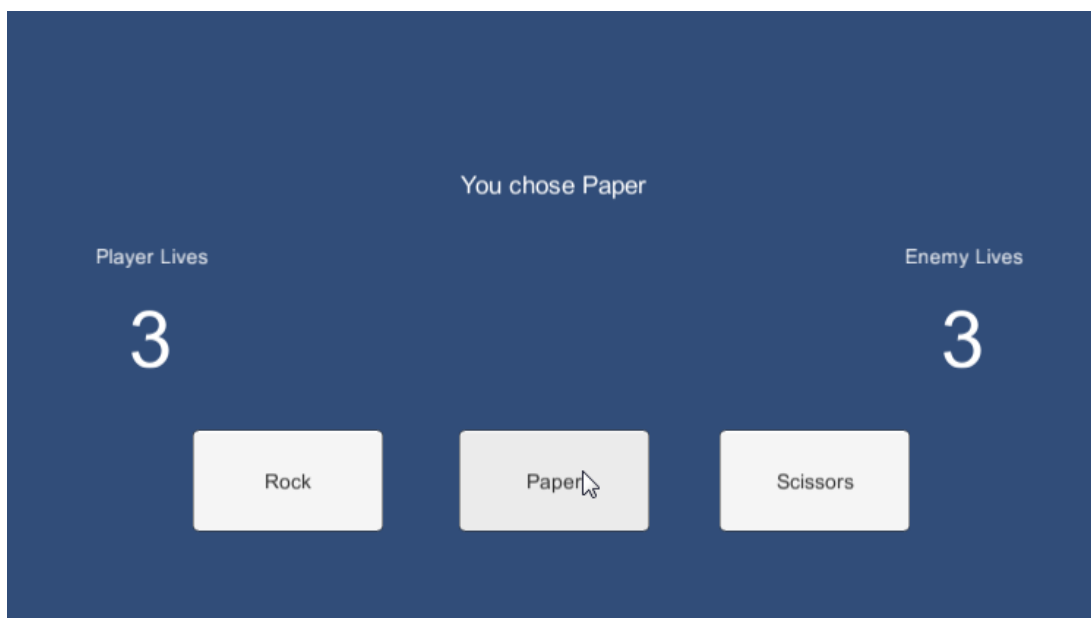 You chose Paper
Player Lives
Enemy Lives
3
3
Rock
Paper
Scissors